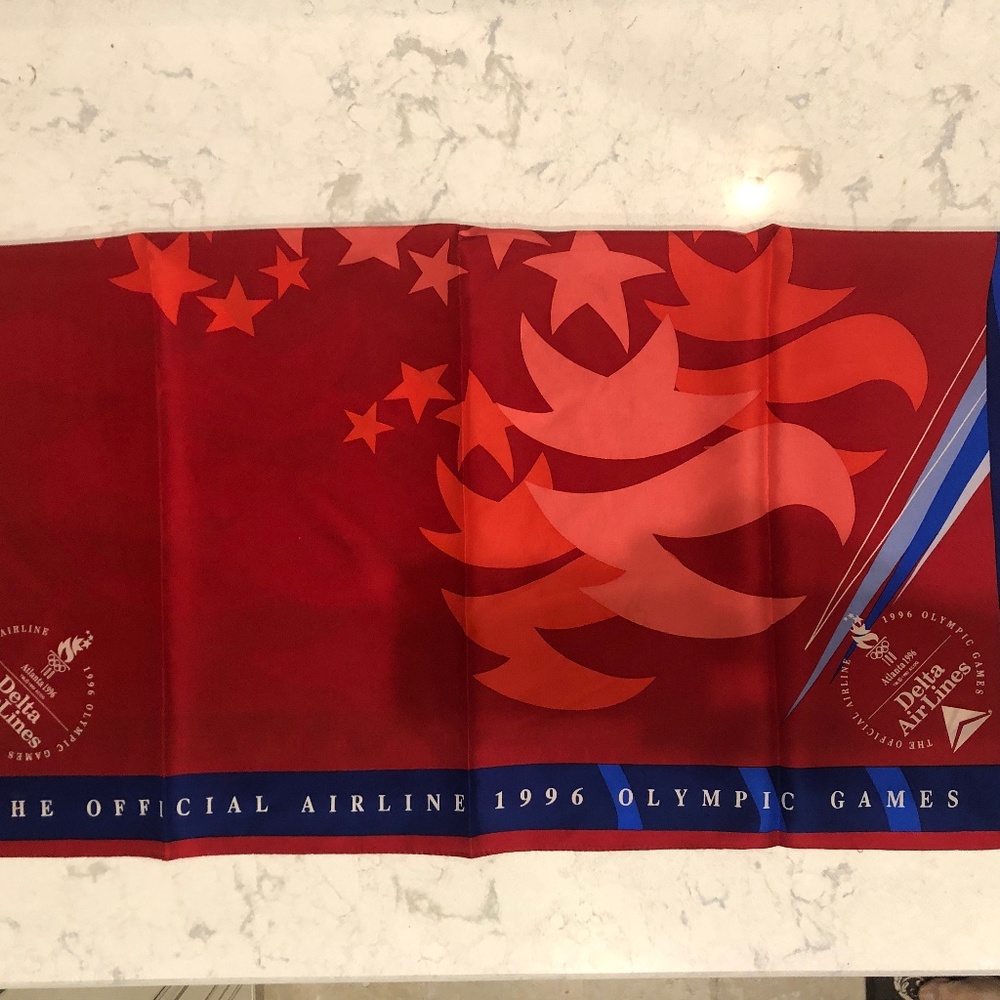 AIRLINE
1996 OLYMPIC GAMES
Atlanta 1996
Delta
Lines
1996 OLYMPIC GAMES
THE OFFICIAL AIRLINE
Atlanta 1996
Delta
AirLines
HE OFFICIAL AIRLINE 1996 OLYMPIC GAMES